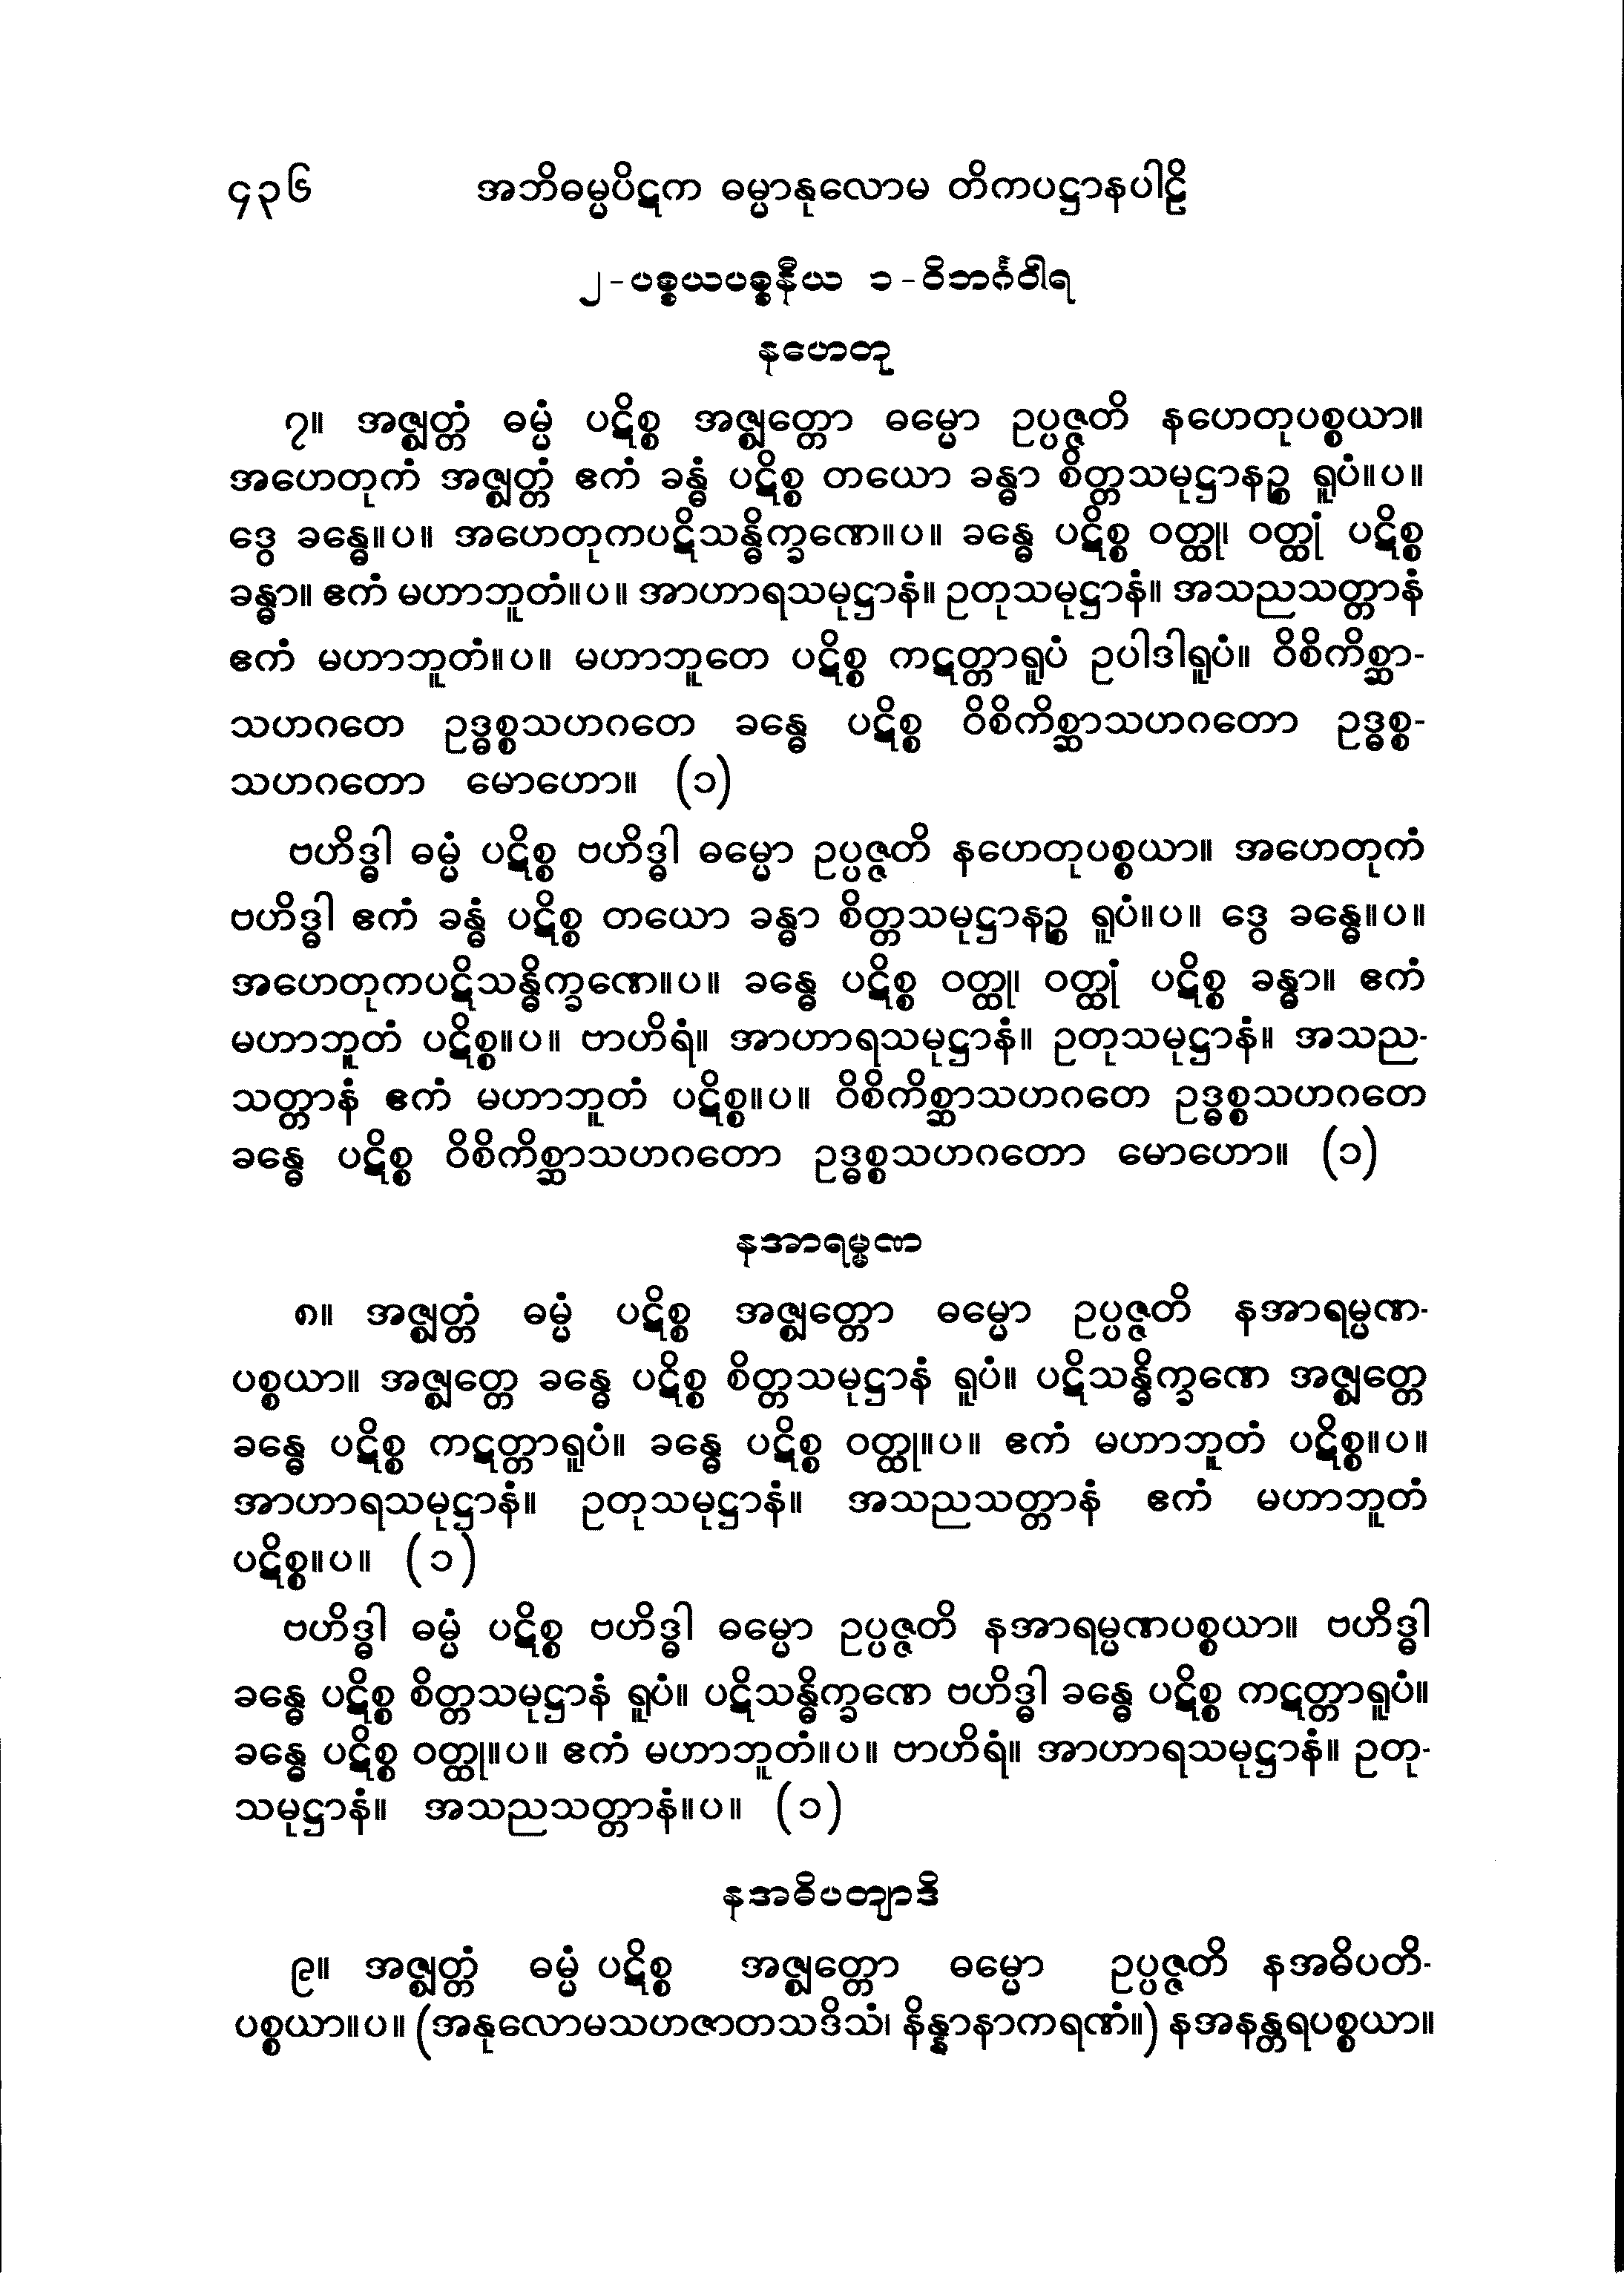 ၄၃၆ အဘိဓမ္မပိဋက ဓမ္မာနုလောမ တိကပဋ္ဌာနပါဠိ
၂-ပစ္စယပစ္စနီယ ၁-ဝိဘင်္ဂဝါရ
နဟေတု
၇။ အဇ္ဈတ္တံ ဓမ္မံ ပဋိစ္စ အဇ္ဈတ္တော ဓမ္မော ဥပ္ပဇ္ဇတိ နဟေတုပစ္စယာ။
အဟေတုကံ အဇ္ဈတ္တံ ဧကံ ခန္ဓံ ပဋိစ္စ တယော ခန္ဓာ စိတ္တသမုဋ္ဌာနဉ္စ ရူပံ။ပ။
ဒွေ ခန္ဓေ။ပ။ အဟေတုကပဋိသန္ဓိက္ခဏေ။ပ။ ခန္ဓေ ပဋိစ္စ ဝတ္ထု၊ ဝတ္ထုံ ပဋိစ္စ
ခန္ဓာ။ ဧကံ မဟာဘူတံ။ပ။ အာဟာရသမုဋ္ဌာနံ။ ဥတုသမုဋ္ဌာနံ။ အသညသတ္တာနံ
ဧကံ မဟာဘူတံ။ပ။ မဟာဘူတေ ပဋိစ္စ ကဋတ္တာရူပံ ဥပါဒါရူပံ။ ဝိစိကိစ္ဆာ-
သဟဂတေ ဥဒ္ဓစ္စသဟဂတေ ခန္ဓေ ပဋိစ္စ ဝိစိကိစ္ဆာသဟဂတော ဥဒ္ဓစ္စ-
သဟဂတော မောဟော။ (၁)
ဗဟိဒ္ဓါ ဓမ္မံ ပဋိစ္စ ဗဟိဒ္ဓါ ဓမ္မော ဥပ္ပဇ္ဇတိ နဟေတုပစ္စယာ။ အဟေတုကံ
ဗဟိဒ္ဓါ ဧကံ ခန္ဓံ ပဋိစ္စ တယော ခန္ဓာ စိတ္တသမုဋ္ဌာနဉ္စ ရူပံ။ပ။ ဒွေ ခန္ဓေ။ပ။
အဟေတုကပဋိသန္ဓိက္ခဏေ။ပ။ ခန္ဓေ ပဋိစ္စ ဝတ္ထု၊ ဝတ္ထုံ ပဋိစ္စ ခန္ဓာ။ ဧကံ
မဟာဘူတံ ပဋိစ္စ။ပ။ ဗာဟိရံ။ အာဟာရသမုဋ္ဌာနံ။ ဥတုသမုဋ္ဌာနံ။ အသည-
သတ္တာနံ ဧကံ မဟာဘူတံ ပဋိစ္စ။ပ။ ဝိစိကိစ္ဆာသဟဂတေ ဥဒ္ဓစ္စသဟဂတေ
ခန္ဓေ ပဋိစ္စ ဝိစိကိစ္ဆာသဟဂတော ဥဒ္ဓစ္စသဟဂတော မောဟော။ (၁)
နအာရမ္မဏ
၈။ အဇ္ဈတ္တံ ဓမ္မံ ပဋိစ္စ အဇ္ဈတ္တော ဓမ္မော ဥပ္ပဇ္ဇတိ နအာရမ္မဏ-
ပစ္စယာ။ အဇ္ဈတ္တေ ခန္ဓေ ပဋိစ္စ စိတ္တသမုဋ္ဌာနံ ရူပံ။ ပဋိသန္ဓိက္ခဏေ အဇ္ဈတ္တေ
ခန္ဓေ ပဋိစ္စ ကဋတ္တာရူပံ။ ခန္ဓေ ပဋိစ္စ ဝတ္ထု။ပ။ ဧကံ မဟာဘူတံ ပဋိစ္စ။ပ။
အာဟာရသမုဋ္ဌာနံ။ ဥတုသမုဋ္ဌာနံ။ အသညသတ္တာနံ ဧကံ မဟာဘူတံ
ပဋိစ္စ။ပ။ (၁)
ဗဟိဒ္ဓါ ဓမ္မံ ပဋိစ္စ ဗဟိဒ္ဓါ ဓမ္မော ဥပ္ပဇ္ဇတိ နအာရမ္မဏပစ္စယာ။ ဗဟိဒ္ဓါ
ခန္ဓေ ပဋိစ္စ စိတ္တသမုဋ္ဌာနံ ရူပံ။ ပဋိသန္ဓိက္ခဏေ ဗဟိဒ္ဓါ ခန္ဓေ ပဋိစ္စ ကဋတ္တာရူပံ။
ခန္ဓေ ပဋိစ္စ ဝတ္ထု။ပ။ ဧကံ မဟာဘူတံ။ပ။ ဗာဟိရံ။ အာဟာရသမုဋ္ဌာနံ။ ဥတု-
သမုဋ္ဌာနံ။ အသညသတ္တာနံ။ပ။ (၁)
နအဓိပတျာဒိ
၉။ အဇ္ဈတ္တံ ဓမ္မံ ပဋိစ္စ အဇ္ဈတ္တော ဓမ္မော ဥပ္ပဇ္ဇတိ နအဓိပတိ-
ပစ္စယာ။ပ။ (အနုလောမသဟဇာတသဒိသံ၊ နိန္နာနာကရဏံ။) နအနန္တရပစ္စယာ။